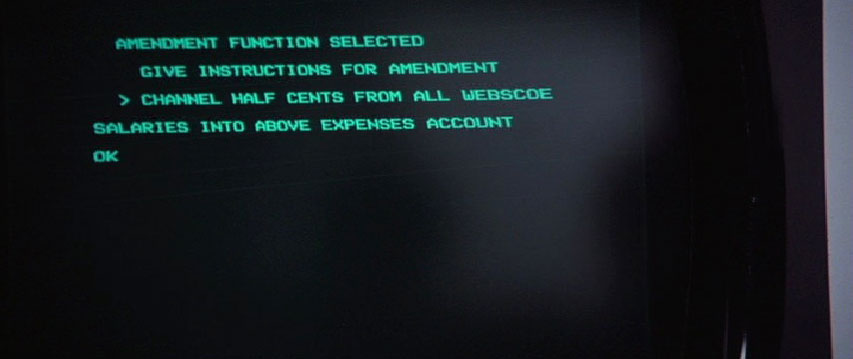 AMENDMENT FUNCTION SELECTED
GIVE INSTRUCTIONS FOR AMENDMENT
> CHANNEL HALF CENTS FROM ALL WEBSCOE
SALARIES INTO ABOVE EXPENSES ACCOUNT
OK